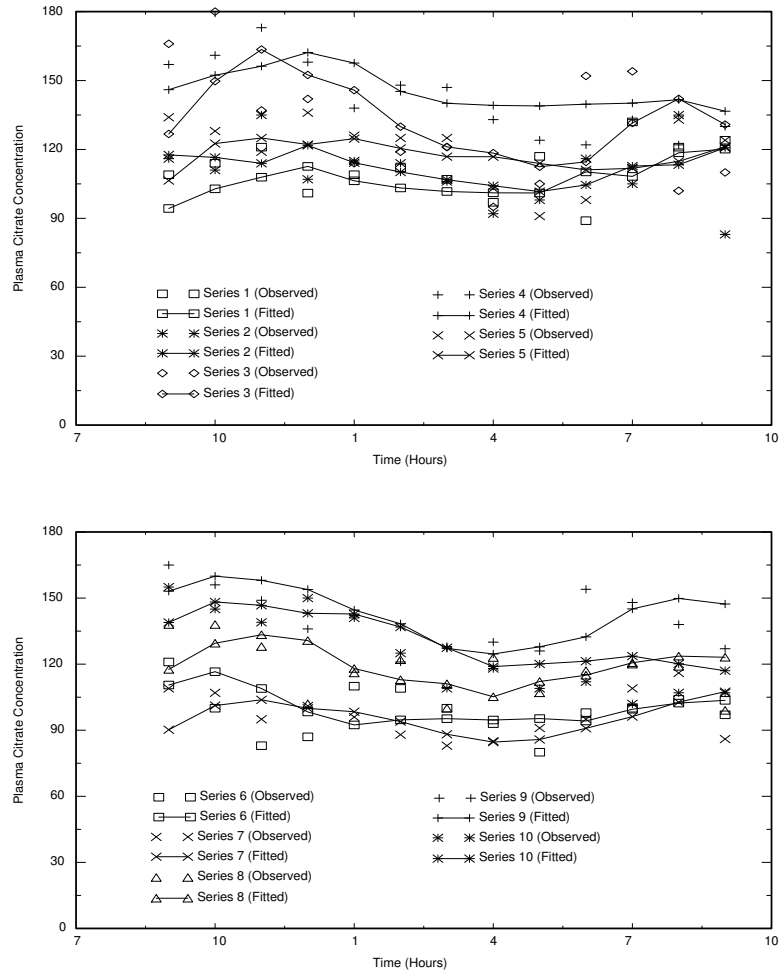 180
150
120
90
60
30
0
Plasma Citrate Concentration
Series 1 (Observed)
Series 1 (Fitted)
Series 2 (Observed)
Series 2 (Fitted)
Series 3 (Observed)
Series 3 (Fitted)
Series 4 (Observed)
Series 4 (Fitted)
Series 5 (Observed)
Series 5 (Fitted)
7 10 1 4 7 10
Time (Hours)
180
150
120
90
60
30
0
Plasma Citrate Concentration
Series 6 (Observed)
Series 6 (Fitted)
Series 7 (Observed)
Series 7 (Fitted)
Series 8 (Observed)
Series 8 (Fitted)
Series 9 (Observed)
Series 9 (Fitted)
Series 10 (Observed)
Series 10 (Fitted)
7 10 1 4 7 10
Time (Hours)